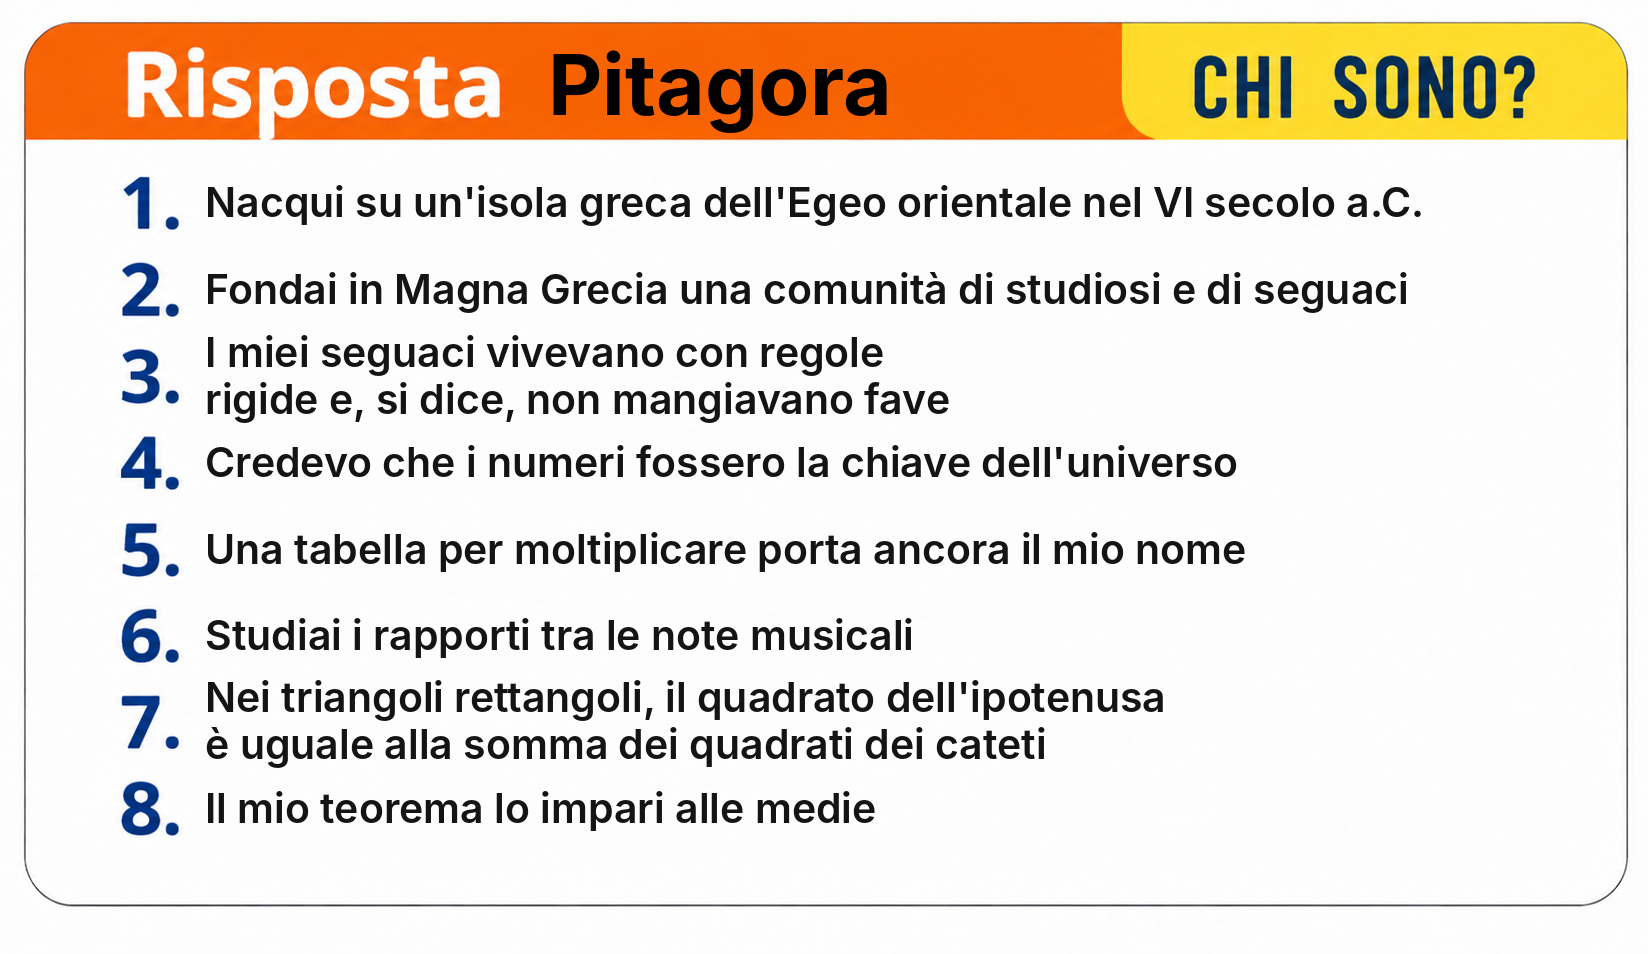 Risposta Pitagora
CHI SONO?
1. Nacqui su un'isola greca dell'Egeo orientale nel VI secolo a.C.
2. Fondai in Magna Grecia una comunità di studiosi e di seguaci
3. I miei seguaci vivevano con regole
rigide e, si dice, non mangiavano fave
4. Credevo che i numeri fossero la chiave dell'universo
5. Una tabella per moltiplicare porta ancora il mio nome
6. Studiai i rapporti tra le note musicali
7. Nei triangoli rettangoli, il quadrato dell'ipotenusa
è uguale alla somma dei quadrati dei cateti
8. Il mio teorema lo impari alle medie